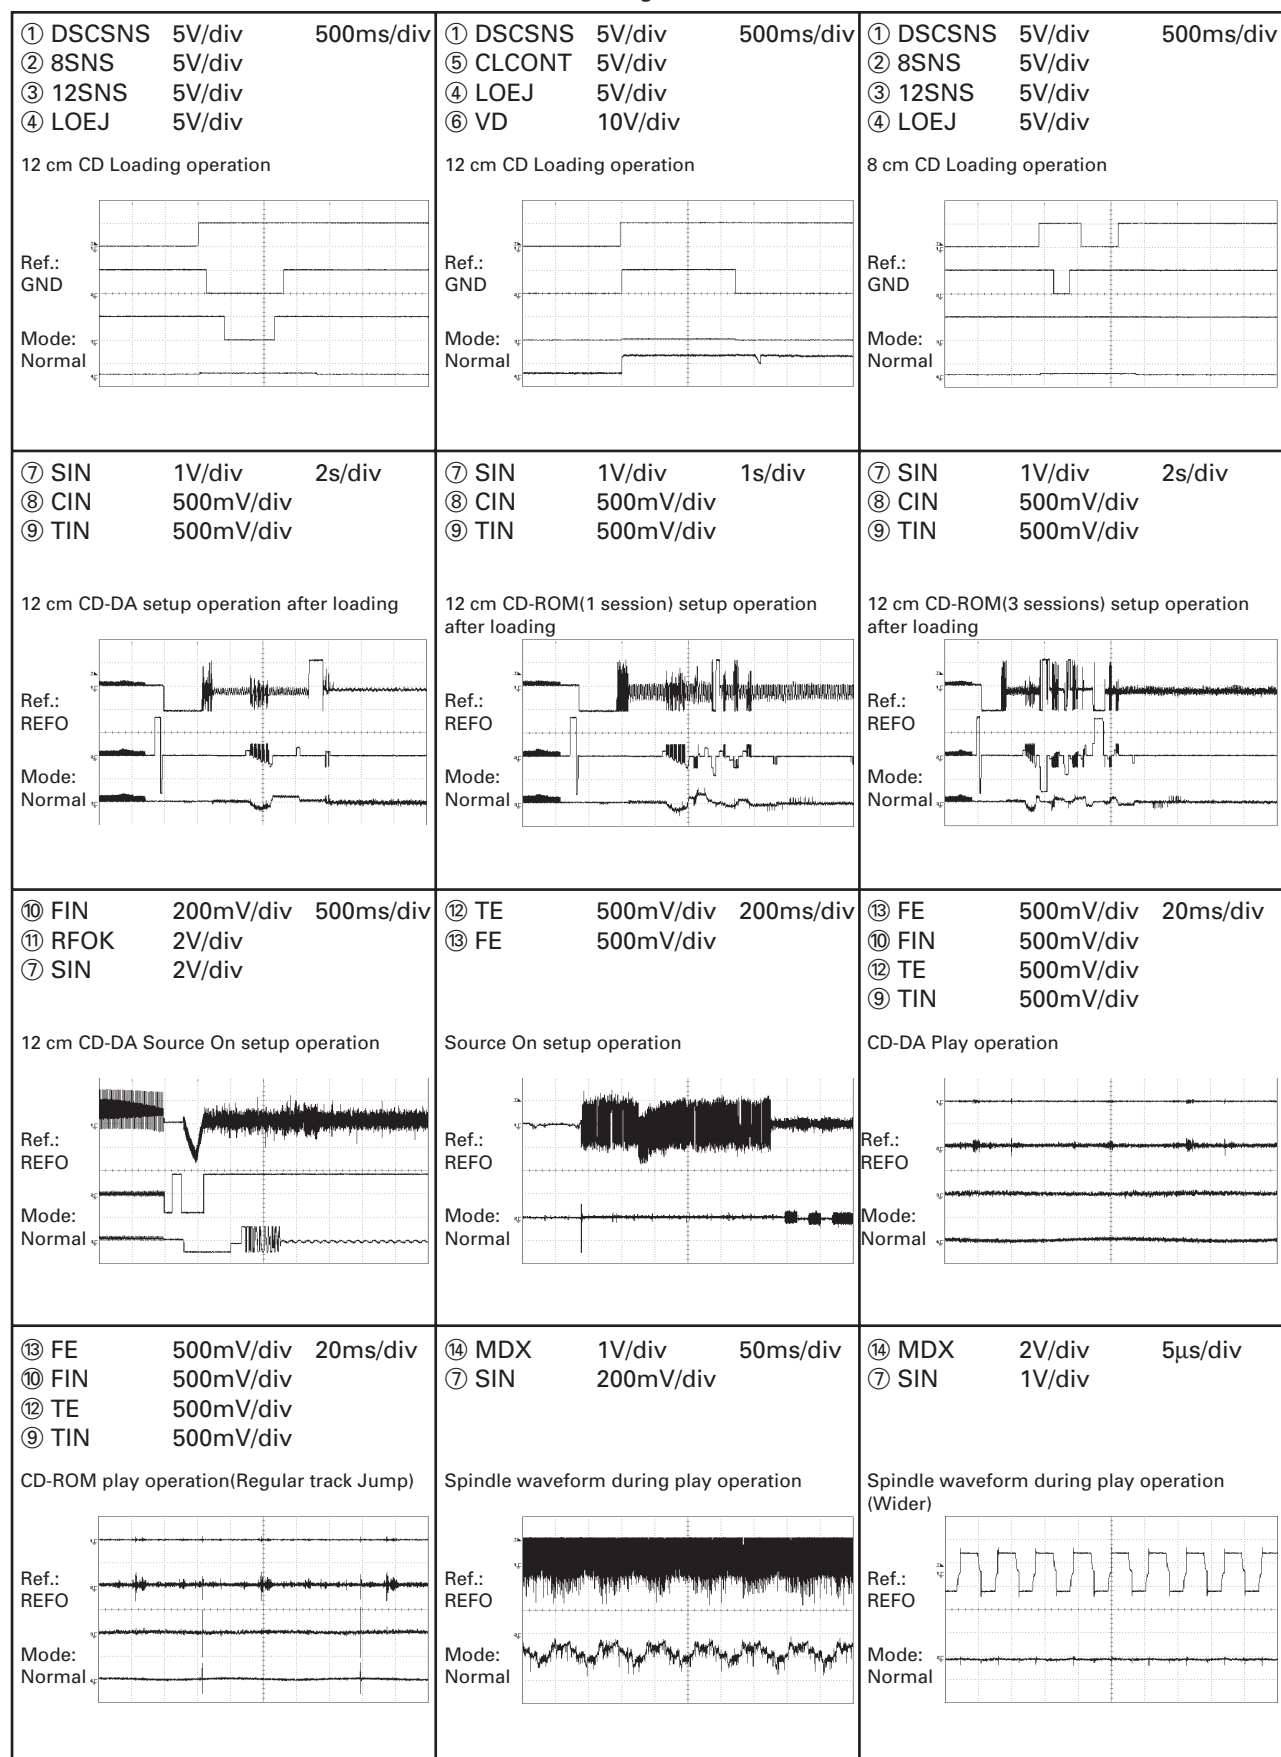 ① DSCSNS 5V/div 500ms/div
② 8SNS 5V/div
③ 12SNS 5V/div
④ LOEJ 5V/div
12 cm CD Loading operation
Ref.:
GND
Mode:
Normal
① DSCSNS 5V/div 500ms/div
⑤ CLCONT 5V/div
④ LOEJ 5V/div
⑥ VD 10V/div
12 cm CD Loading operation
Ref.:
GND
Mode:
Normal
① DSCSNS 5V/div 500ms/div
② 8SNS 5V/div
③ 12SNS 5V/div
④ LOEJ 5V/div
8 cm CD Loading operation
Ref.:
GND
Mode:
Normal
⑦ SIN 1V/div 2s/div
⑧ CIN 500mV/div
⑨ TIN 500mV/div
12 cm CD-DA setup operation after loading
Ref.:
REFO
Mode:
Normal
⑦ SIN 1V/div 1s/div
⑧ CIN 500mV/div
⑨ TIN 500mV/div
12 cm CD-ROM(1 session) setup operation
after loading
Ref.:
REFO
Mode:
Normal
⑦ SIN 1V/div 2s/div
⑧ CIN 500mV/div
⑨ TIN 500mV/div
12 cm CD-ROM(3 sessions) setup operation
after loading
Ref.:
REFO
Mode:
Normal
⑩ FIN 200mV/div 500ms/div
⑪ RFOK 2V/div
⑦ SIN 2V/div
12 cm CD-DA Source On setup operation
Ref.:
REFO
Mode:
Normal
⑫ TE 500mV/div 200ms/div
⑬ FE 500mV/div
Source On setup operation
Ref.:
REFO
Mode:
Normal
⑬ FE 500mV/div 20ms/div
⑩ FIN 500mV/div
⑫ TE 500mV/div
⑨ TIN 500mV/div
CD-DA Play operation
Ref.:
REFO
Mode:
Normal
⑬ FE 500mV/div 20ms/div
⑩ FIN 500mV/div
⑫ TE 500mV/div
⑨ TIN 500mV/div
CD-ROM play operation(Regular track Jump)
Ref.:
REFO
Mode:
Normal
⑭ MDX 1V/div 50ms/div
⑦ SIN 200mV/div
Spindle waveform during play operation
Ref.:
REFO
Mode:
Normal
⑭ MDX 2V/div 5µs/div
⑦ SIN 1V/div
Spindle waveform during play operation
(Wider)
Ref.:
REFO
Mode:
Normal